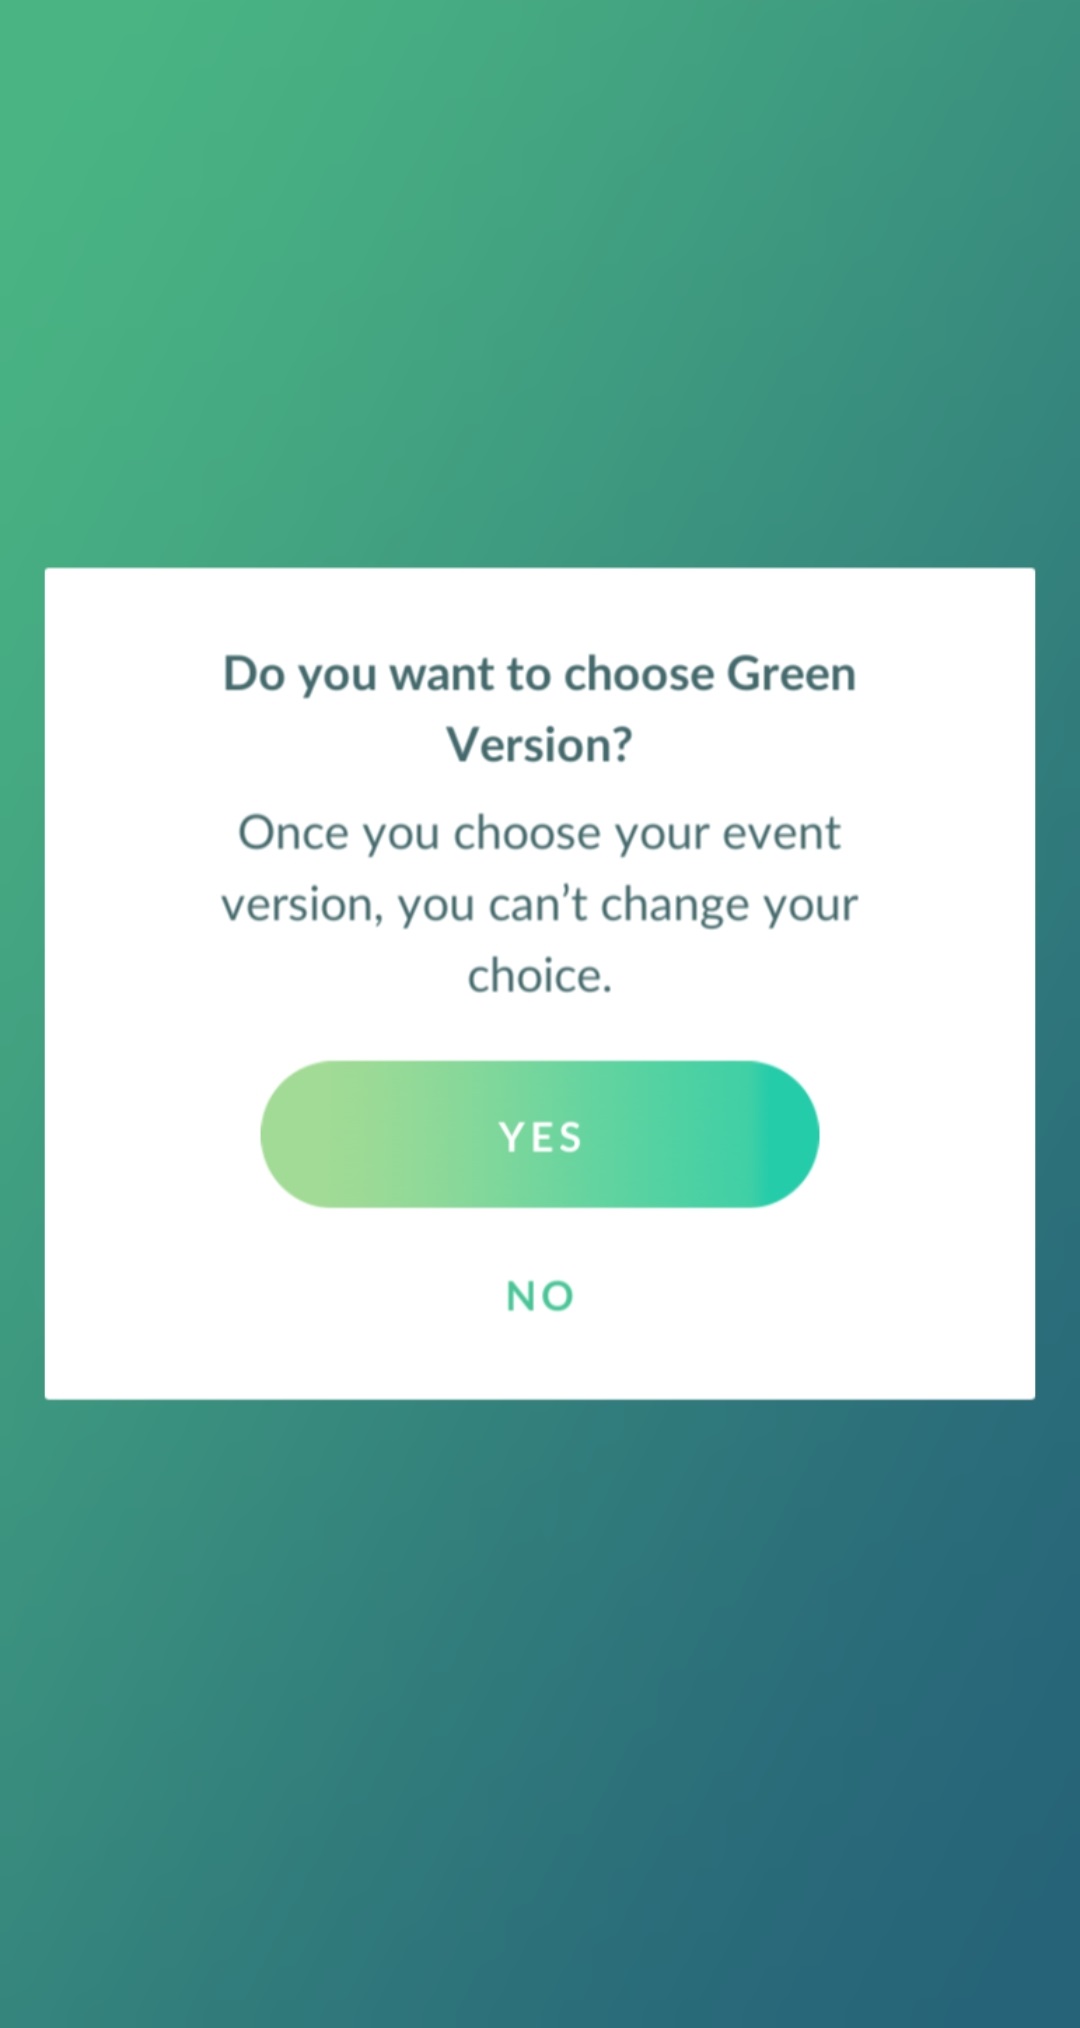 Do you want to choose Green
Version?
Once you choose your event
version, you can’t change your
choice.
YES
NO